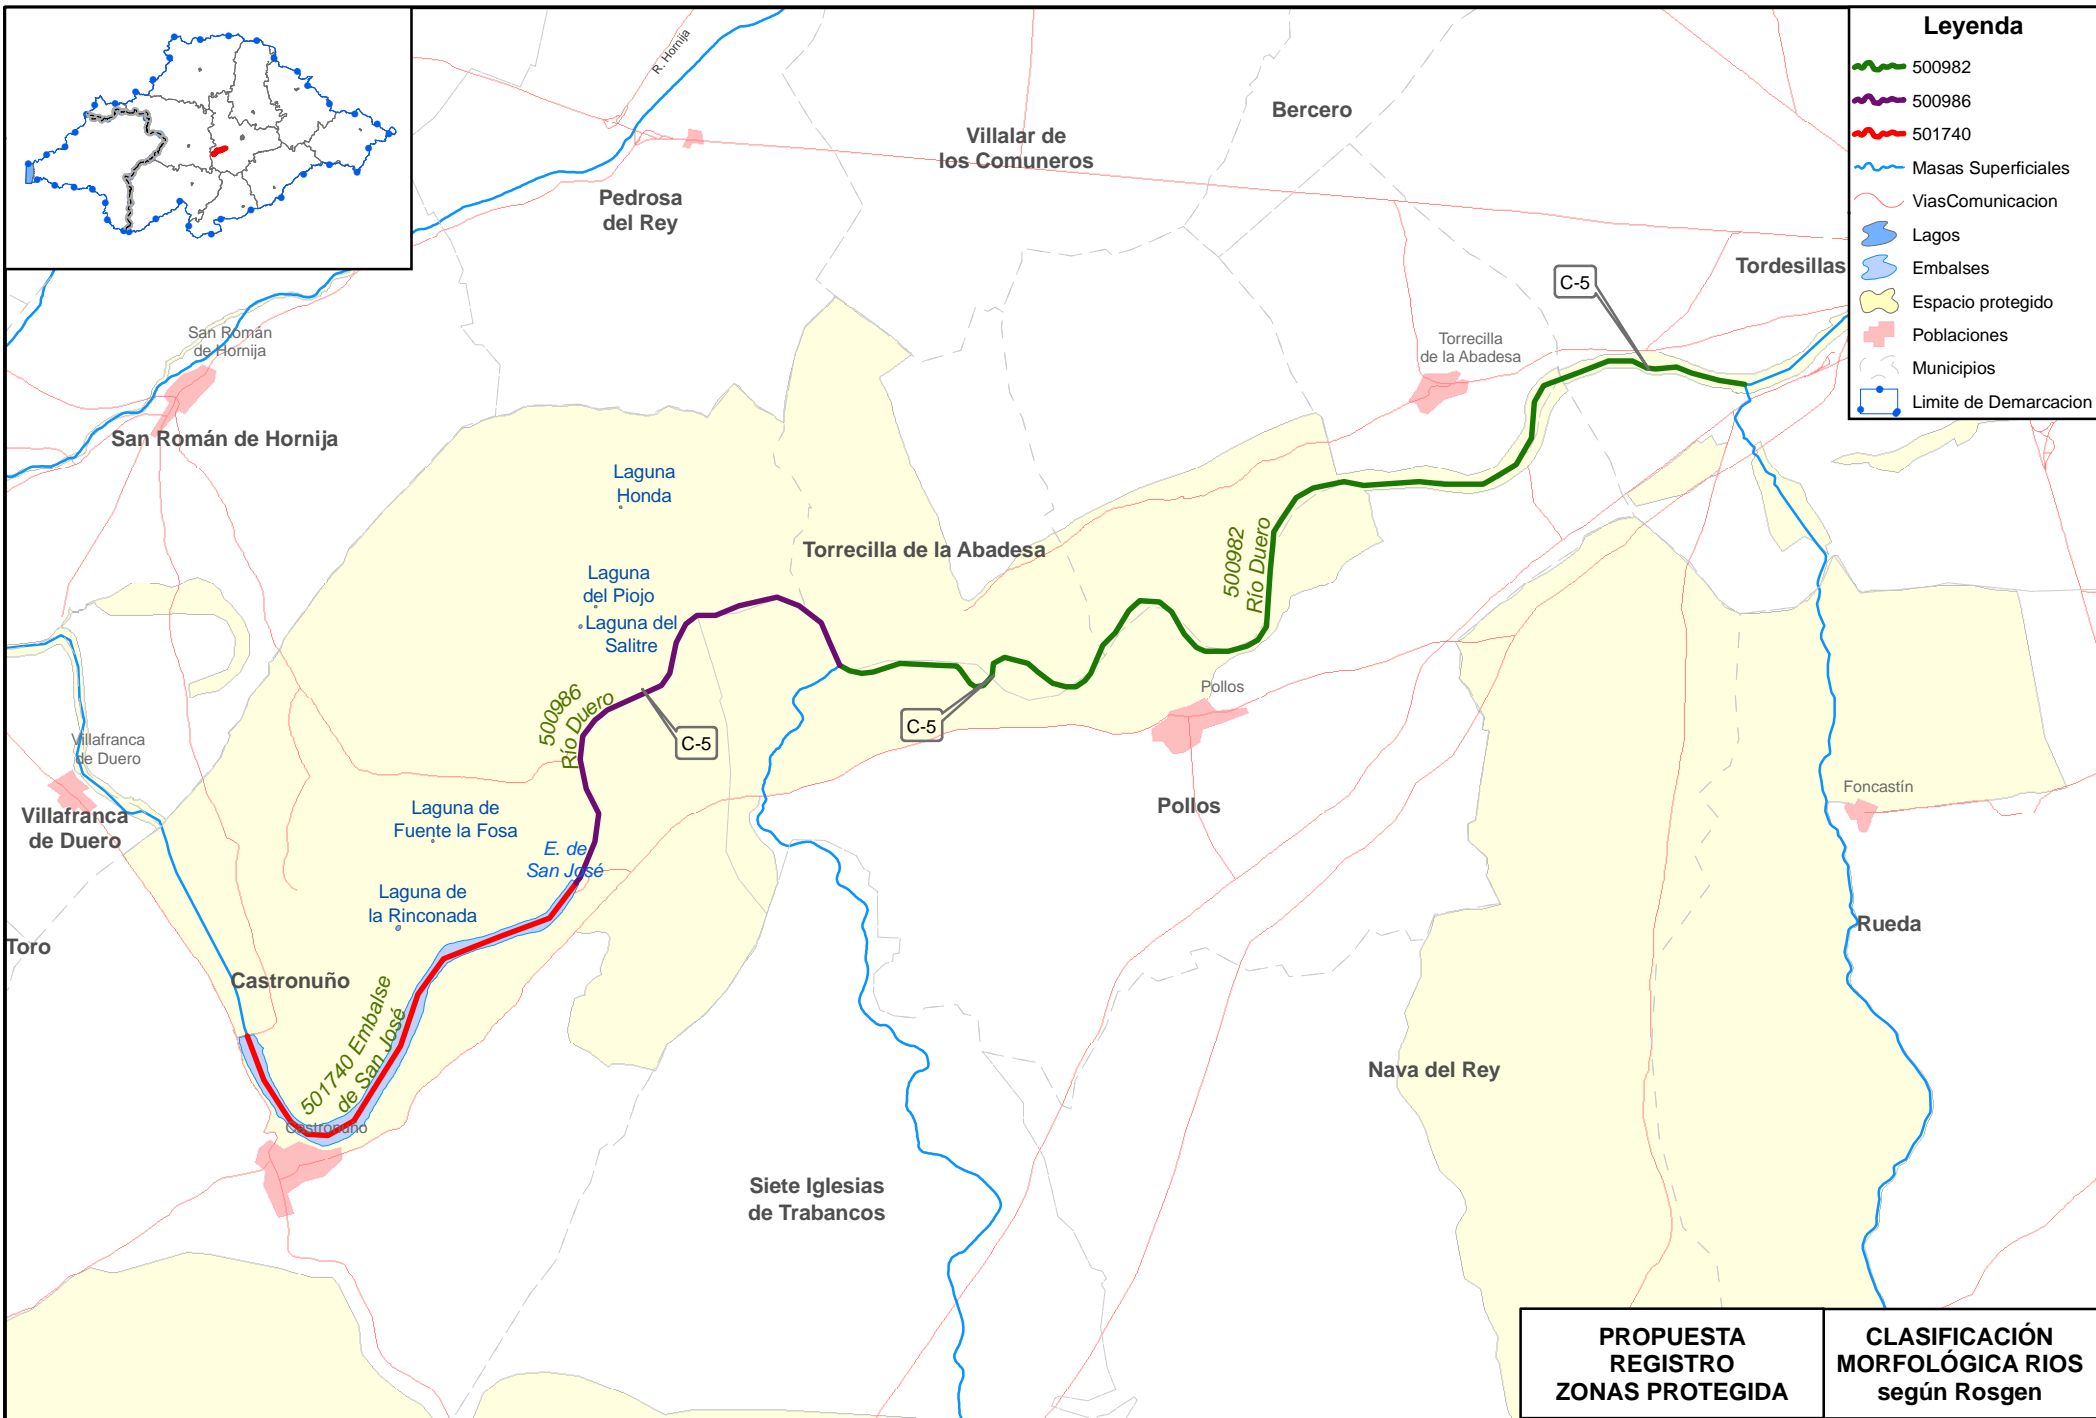 Leyenda
500982
500986
501740
Masas Superficiales
ViasComunicacion
Lagos
Embalses
Espacio protegido
Poblaciones
Municipios
Limite de Demarcacion
R. Hornija
Bercero
Villalar de
los Comuneros
Pedrosa
del Rey
Tordesillas
C-5
San Román
de Hornija
Torrecilla
de la Abadesa
San Román de Hornija
Laguna
Honda
Torrecilla de la Abadesa
500982
Río Duero
Laguna
del Piojo
Laguna del
Salitre
500986
Río Duero
C-5
C-5
Pollos
Villafranca
de Duero
Villafranca
de Duero
Laguna de
Fuente la Fosa
Pollos
Foncastín
E. de
San José
Laguna de
la Rinconada
Rueda
Toro
Castronuño
501740 Embalse
de San José
Castronuño
Nava del Rey
Siete Iglesias
de Trabancos
PROPUESTA
REGISTRO
ZONAS PROTEGIDA
CLASIFICACIÓN
MORFOLÓGICA RIOS
según Rosgen